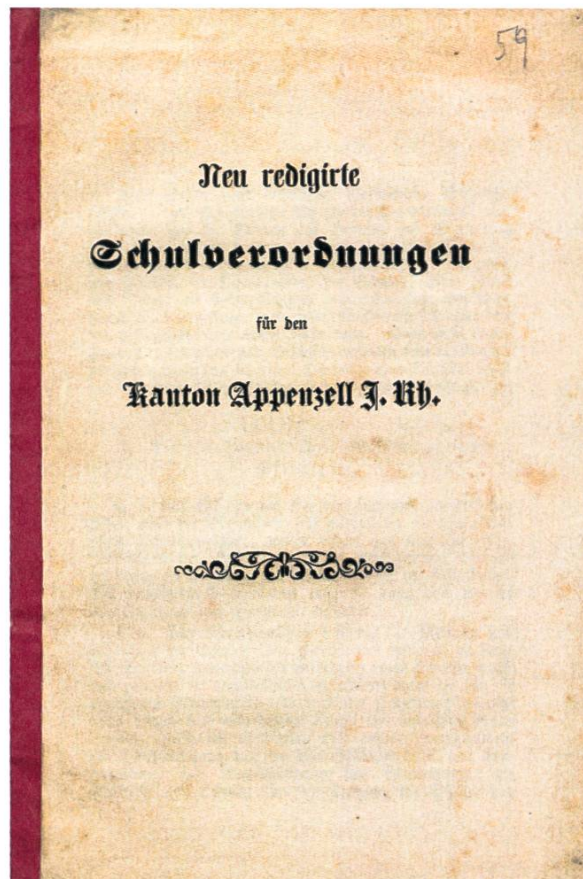 59
Neu redigirte
Schulverordnungen
für den
Kanton Appenzell I. Rh.